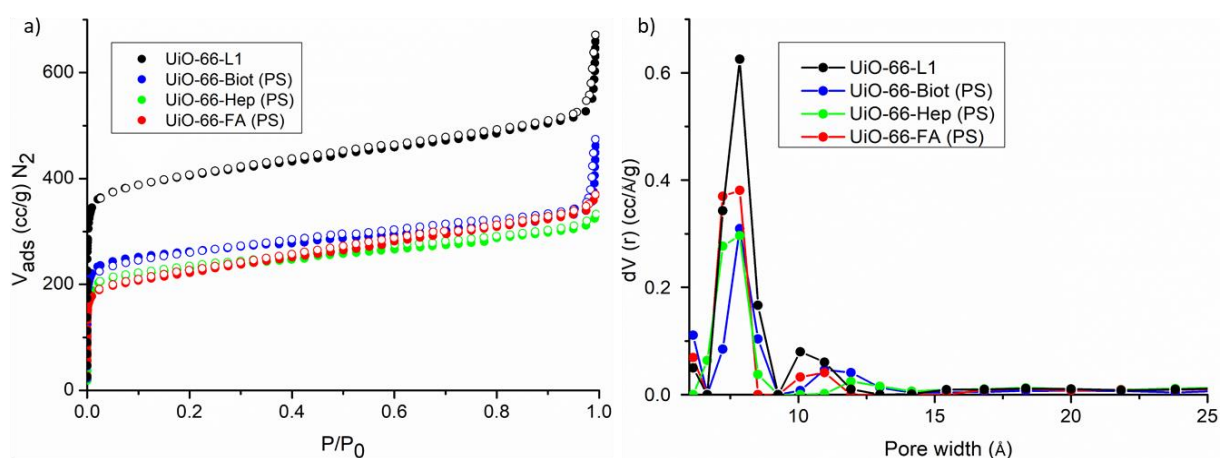 a)
UiO-66-L1
UiO-66-Biot (PS)
UiO-66-Hep (PS)
UiO-66-FA (PS)
Vads (cc/g) N2
600
400
200
0
0.0 0.2 0.4 0.6 0.8 1.0
P/P0
b)
UiO-66-L1
UiO-66-Biot (PS)
UiO-66-Hep (PS)
UiO-66-FA (PS)
dV (r) (cc/Å/g)
0.6
0.4
0.2
0.0
10 15 20 25
Pore width (Å)